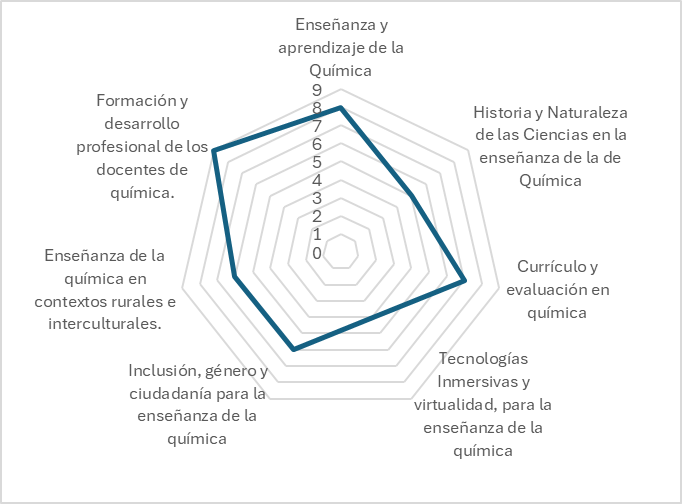 Enseñanza y
aprendizaje de la
Química
Historia y Naturaleza
de las Ciencias en la
enseñanza de la de
Química
Currículo y
evaluación en
química
Tecnologías
Inmersivas y
virtualidad, para la
enseñanza de la
química
Inclusión, género y
ciudadanía para la
enseñanza de la
química
Enseñanza de la
química en
contextos rurales e
interculturales.
Formación y
desarrollo
profesional de los
docentes de
química.
9
8
7
6
5
4
3
2
1
0